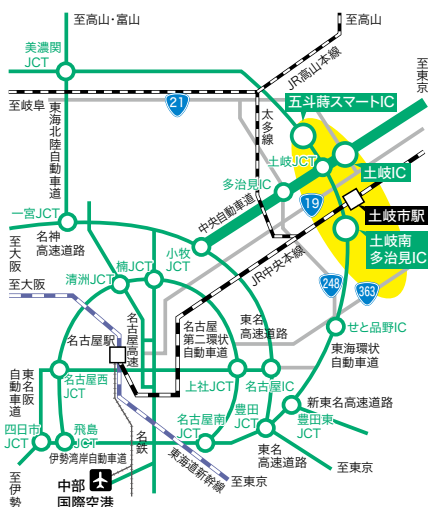 至高山・富山
至高山
美濃関
JCT
JR高山本線
至東京
至岐阜
21
五斗蒔スマートIC
東海北陸自動車道
太多線
土岐JCT
土岐IC
多治見IC
19
中央自動車道
土岐市駅
一宮JCT
名神
高速道路
小牧
JCT
土岐南
多治見IC
至大阪
楠JCT
JR中央本線
清洲JCT
248
363
至大阪
名古屋高速
名古屋
第二環状
自動車道
東名
高速道路
せと品野IC
名古屋駅
東海環状
自動車道
東名阪
自動車道
名古屋西
JCT
上社JCT
名古屋IC
新東名高速道路
豊田
JCT
豊田東
JCT
四日市
JCT
飛島
JCT
名古屋南
JCT
名鉄
伊勢湾岸自動車道
東海道新幹線
東名
高速道路
至東京
至東京
至伊勢
中部
国際空港